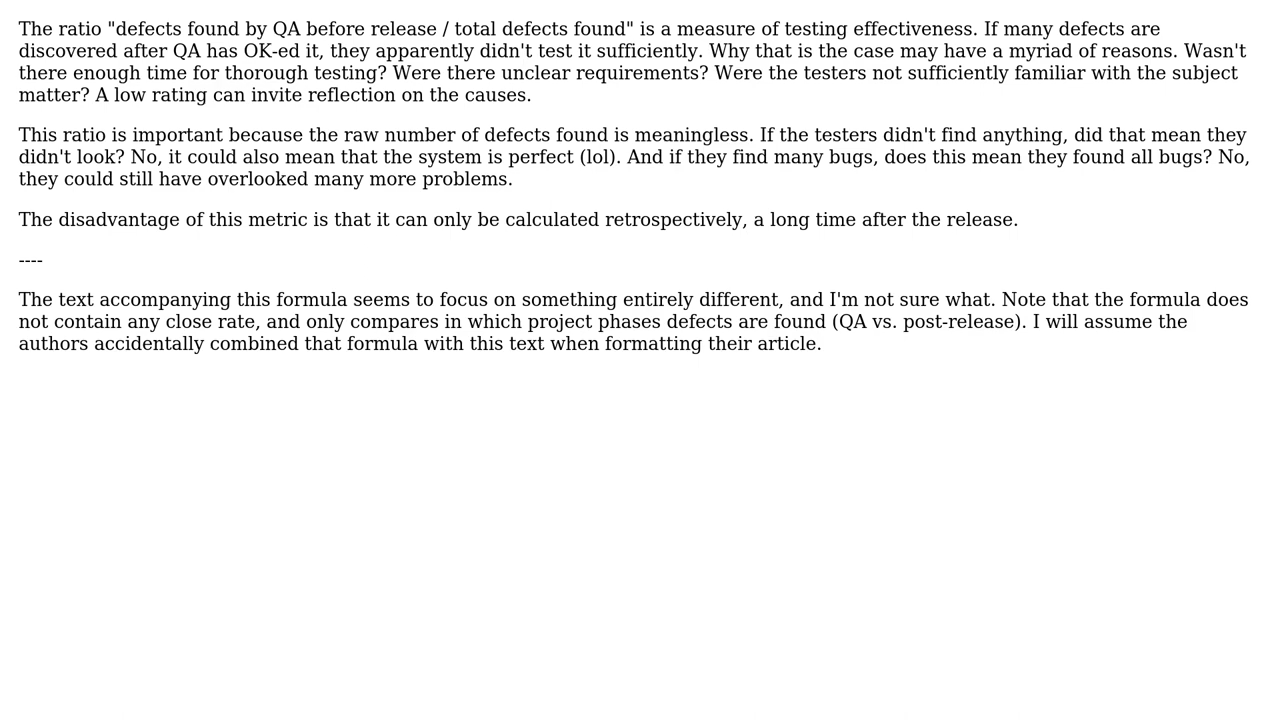 The ratio "defects found by QA before release / total defects found" is a measure of testing effectiveness. If many defects are
discovered after QA has OK-ed it, they apparently didn't test it sufficiently. Why that is the case may have a myriad of reasons. Wasn't
there enough time for thorough testing? Were there unclear requirements? Were the testers not sufficiently familiar with the subject
matter? A low rating can invite reflection on the causes.
This ratio is important because the raw number of defects found is meaningless. If the testers didn't find anything, did that mean they
didn't look? No, it could also mean that the system is perfect (lol). And if they find many bugs, does this mean they found all bugs? No,
they could still have overlooked many more problems.
The disadvantage of this metric is that it can only be calculated retrospectively, a long time after the release.
----
The text accompanying this formula seems to focus on something entirely different, and I'm not sure what. Note that the formula does
not contain any close rate, and only compares in which project phases defects are found (QA vs. post-release). I will assume the
authors accidentally combined that formula with this text when formatting their article.